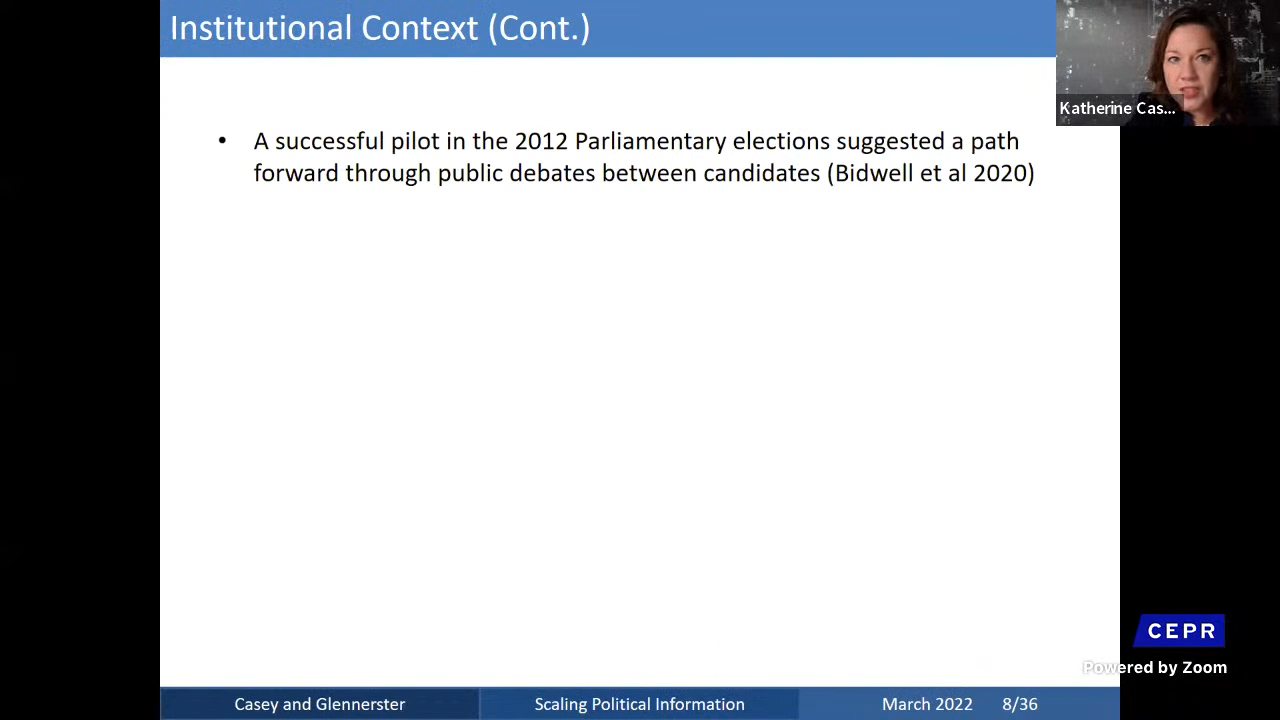 Institutional Context (Cont.)
Katherine Cas...
• A successful pilot in the 2012 Parliamentary elections suggested a path
forward through public debates between candidates (Bidwell et al 2020)
CEPR
Powered by Zoom
Casey and Glennerster
Scaling Political Information
March 2022 8/36